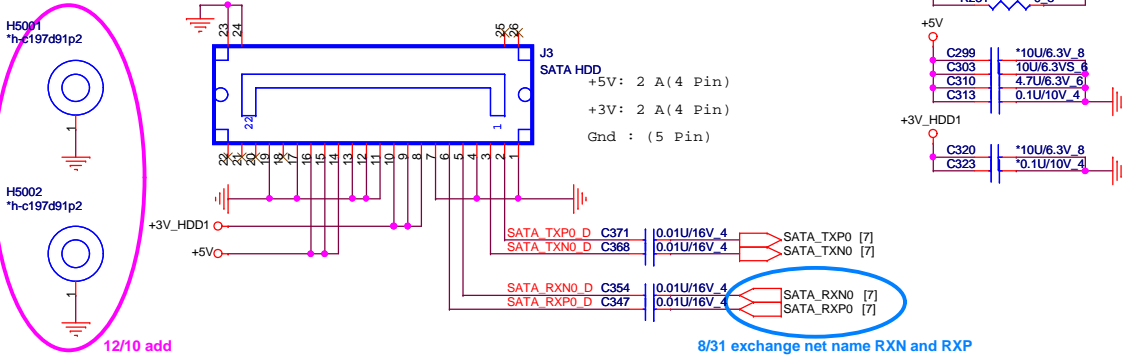 H5001
*h-c197d91p2
1
H5002
*h-c197d91p2
1
12/10 add
23
24
25
26
J3
SATA HDD
22
1
+5V: 2 A(4 Pin)
+3V: 2 A(4 Pin)
Gnd : (5 Pin)
22
21
20
19
18
17
16
15
14
13
12
11
10
9
8
7
6
5
4
3
2
1
+3V_HDD1
+5V
SATA_TXP0_D C371 0.01U/16V_4 SATA_TXP0 [7]
SATA_TXN0_D C368 0.01U/16V_4 SATA_TXN0 [7]
SATA_RXN0_D C354 0.01U/16V_4 SATA_RXN0 [7]
SATA_RXP0_D C347 0.01U/16V_4 SATA_RXP0 [7]
8/31 exchange net name RXN and RXP
+5V
C299 *10U/6.3V_8
C303 10U/6.3VS_6
C310 4.7U/6.3V_6
C313 0.1U/10V_4
+3V_HDD1
C320 *10U/6.3V_8
C323 *0.1U/10V_4